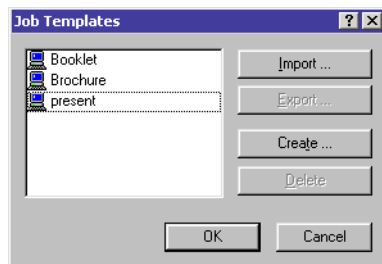 Job Templates
Booklet
Brochure
present
Import ...
Export ...
Create ...
Delete
OK
Cancel